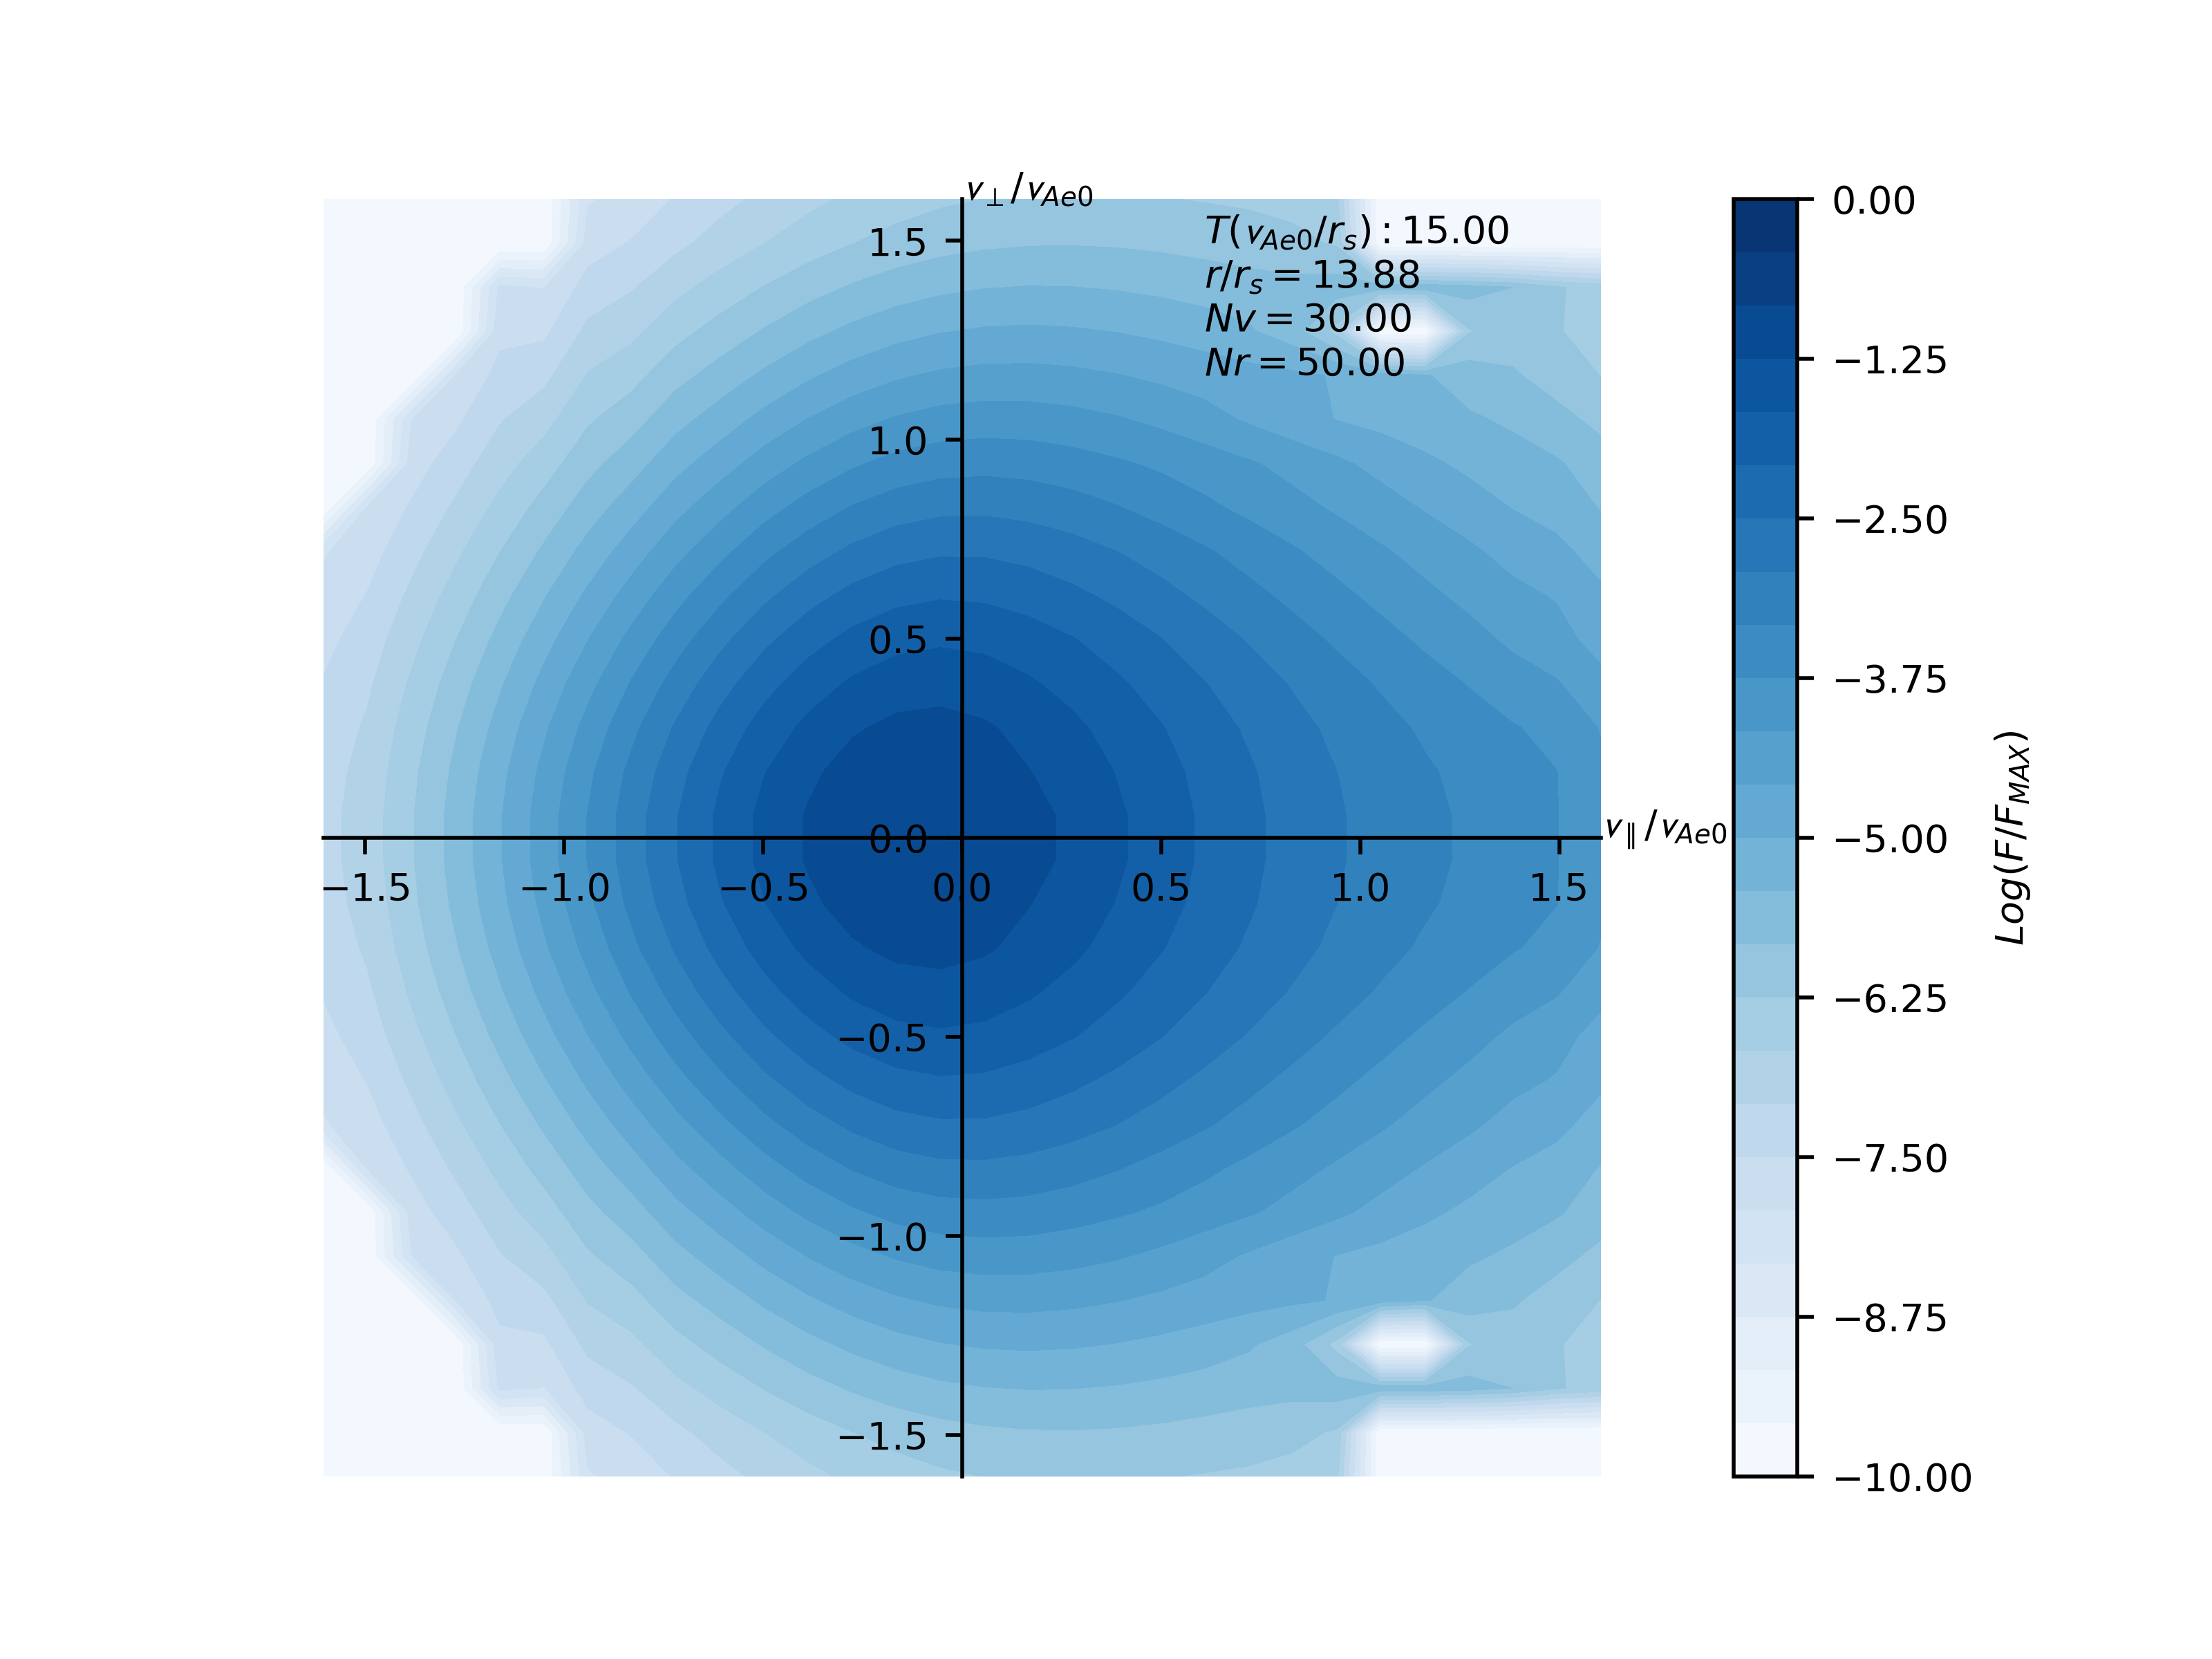 v⊥/vAe0
T(vAe0/rs) : 15.00
r/rs = 13.88
Nv = 30.00
Nr = 50.00
1.5
1.0
0.5
0.0
−0.5
−1.0
−1.5
−1.5 −1.0 −0.5 0.0 0.5 1.0 1.5
v∥/vAe0
0.00
−1.25
−2.50
−3.75
−5.00
−6.25
−7.50
−8.75
−10.00
Log(F/FMAX)